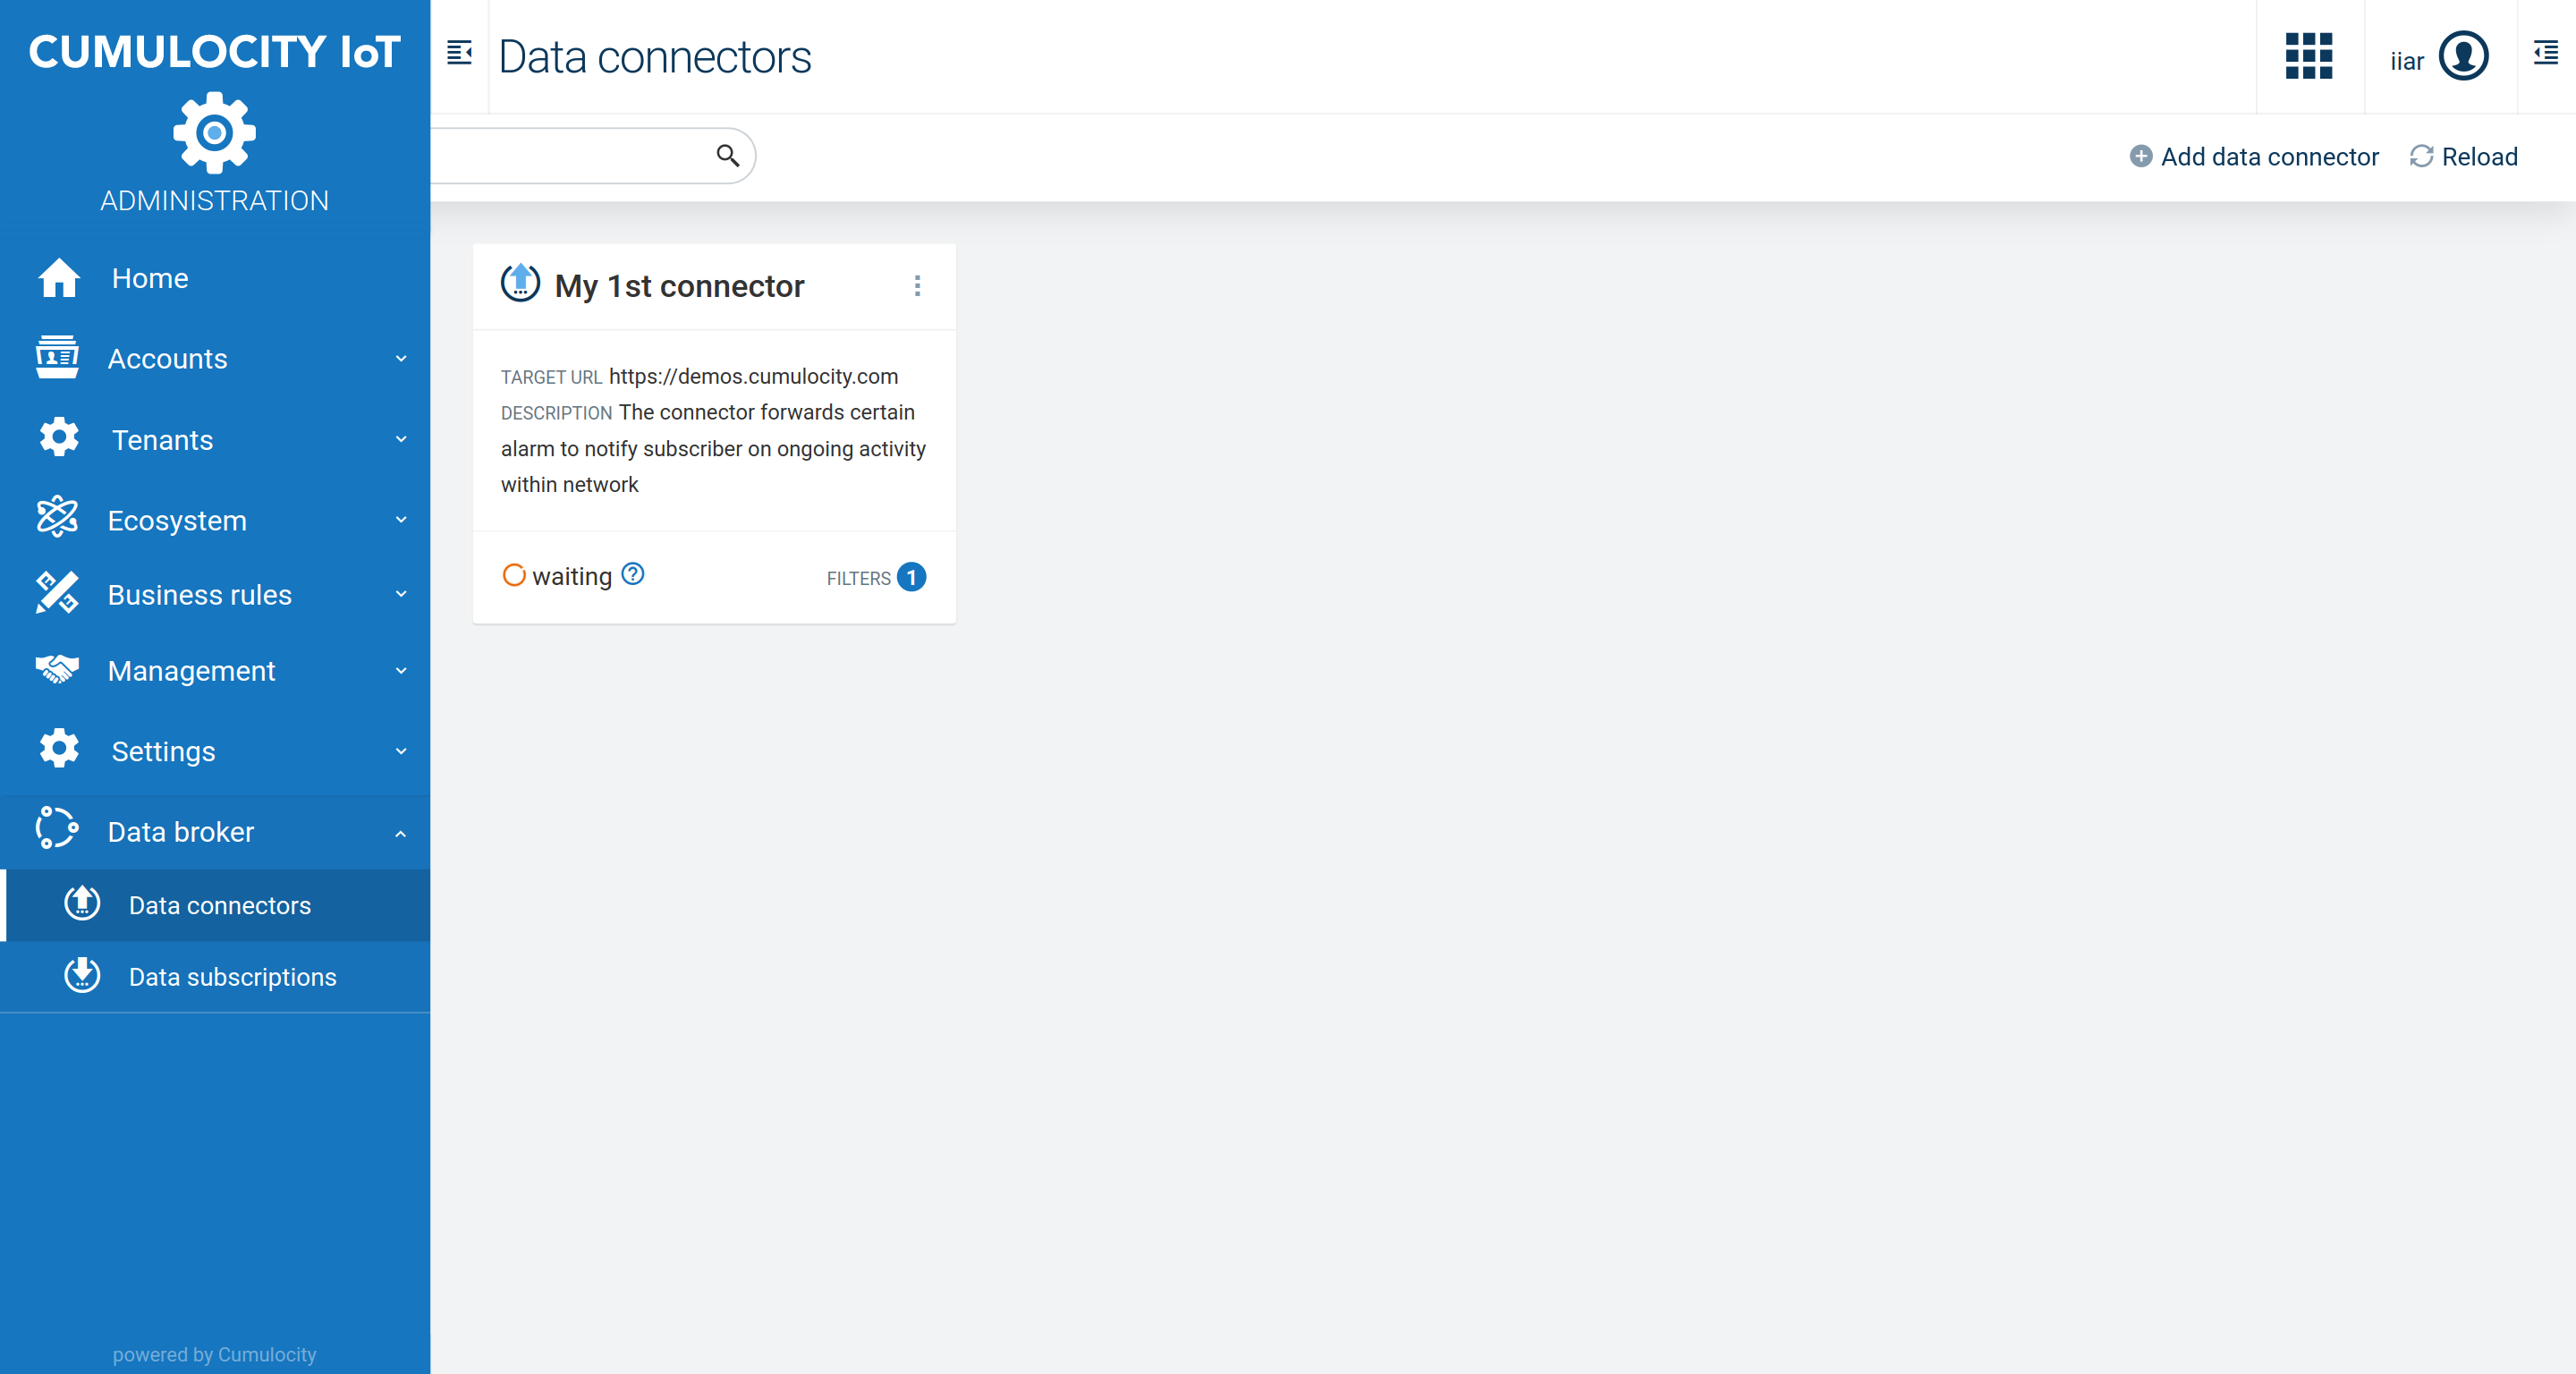 CUMULOCITY IoT
ADMINISTRATION
Home
Accounts
Tenants
Ecosystem
Business rules
Management
Settings
Data broker
Data connectors
Data subscriptions
powered by Cumulocity
Data connectors
iiar
Add data connector
Reload
My 1st connector
TARGET URL https://demos.cumulocity.com
DESCRIPTION The connector forwards certain
alarm to notify subscriber on ongoing activity
within network
waiting
FILTERS 1